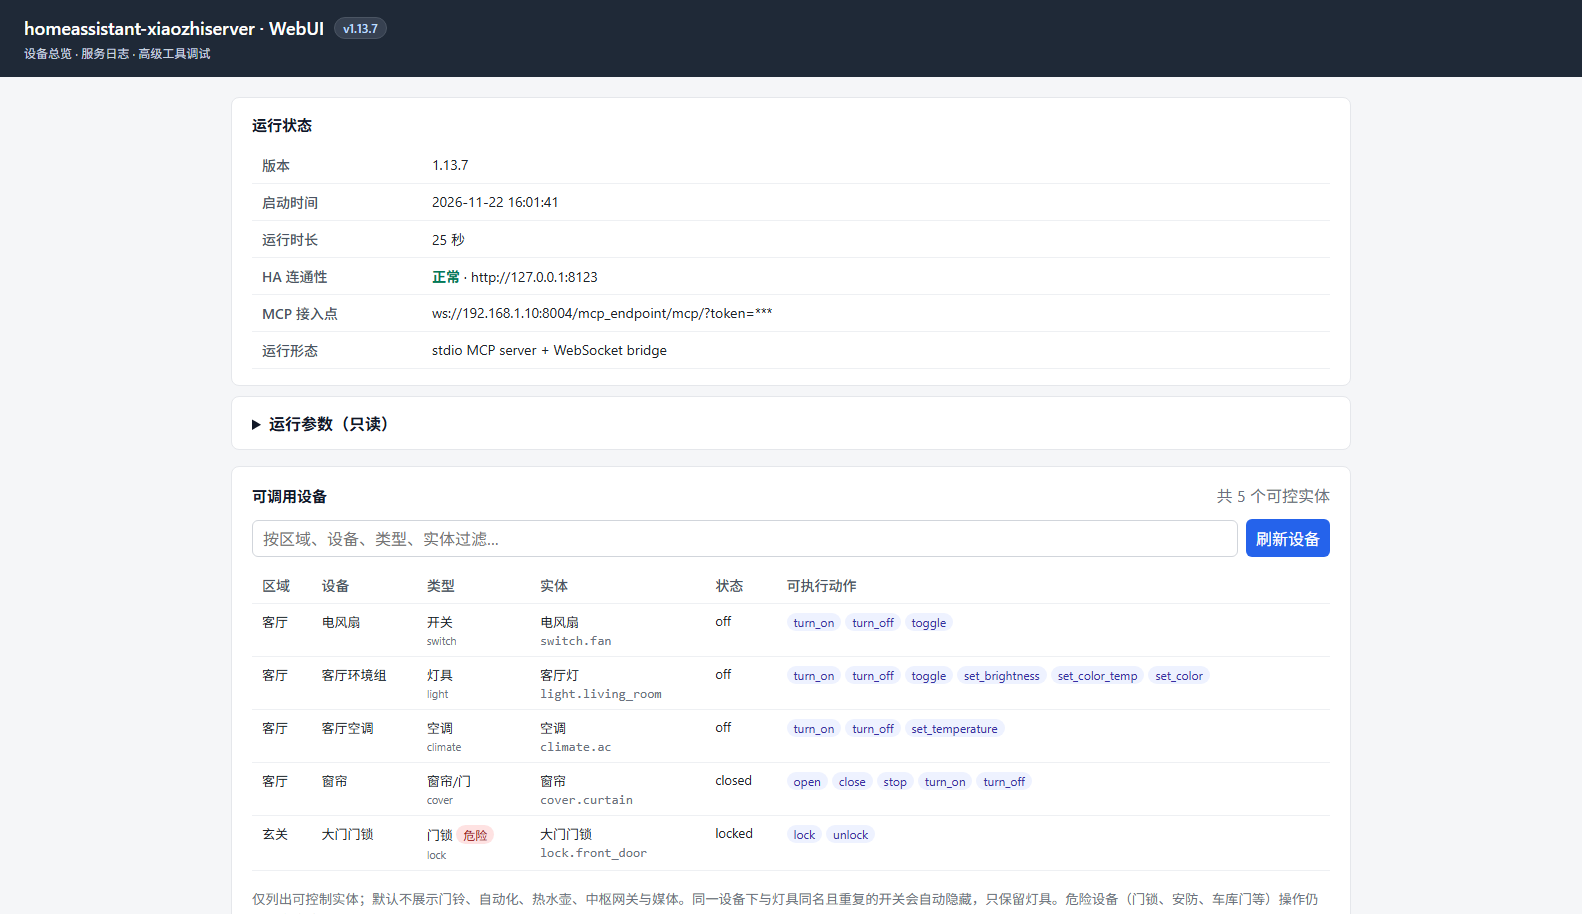 homeassistant-xiaozhiserver · WebUI v1.13.7
设备总览 · 服务日志 · 高级工具调试
运行状态
版本 1.13.7
启动时间 2026-11-22 16:01:41
运行时长 25 秒
HA 连通性 正常 · http://127.0.0.1:8123
MCP 接入点 ws://192.168.1.10:8004/mcp_endpoint/mcp/?token=***
运行形态 stdio MCP server + WebSocket bridge
▶ 运行参数（只读）
可调用设备 共 5 个可控实体
按区域、设备、类型、实体过滤... 刷新设备
区域 设备 类型 实体 状态 可执行动作
客厅 电风扇 开关 电风扇 off turn_on turn_off toggle
switch switch.fan
客厅 客厅环境组 灯具 客厅灯 off turn_on turn_off toggle set_brightness set_color_temp set_color
light light.living_room
客厅 客厅空调 空调 空调 off turn_on turn_off set_temperature
climate climate.ac
客厅 窗帘 窗帘/门 窗帘 closed open close stop turn_on turn_off
cover cover.curtain
玄关 大门门锁 门锁 危险 大门门锁 locked lock unlock
lock lock.front_door
仅列出可控制实体；默认不展示门铃、自动化、热水壶、中枢网关与媒体。同一设备下与灯具同名且重复的开关会自动隐藏，只保留灯具。危险设备（门锁、安防、车库门等）操作仍